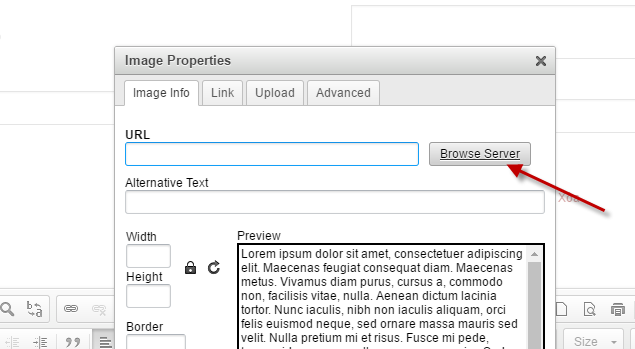 Image Properties
Image Info Link Upload Advanced
URL
Browse Server
Alternative Text
Width
Height
Border
Preview
Lorem ipsum dolor sit amet, consectetuer adipiscing
elit. Maecenas feugiat consequat diam. Maecenas
metus. Vivamus diam purus, cursus a, commodo
non, facilisis vitae, nulla. Aenean dictum lacinia
tortor. Nunc iaculis, nibh non iaculis aliquam, orci
felis euismod neque, sed ornare massa mauris sed
velit. Nulla pretium mi et risus. Fusce mi pede,
Size